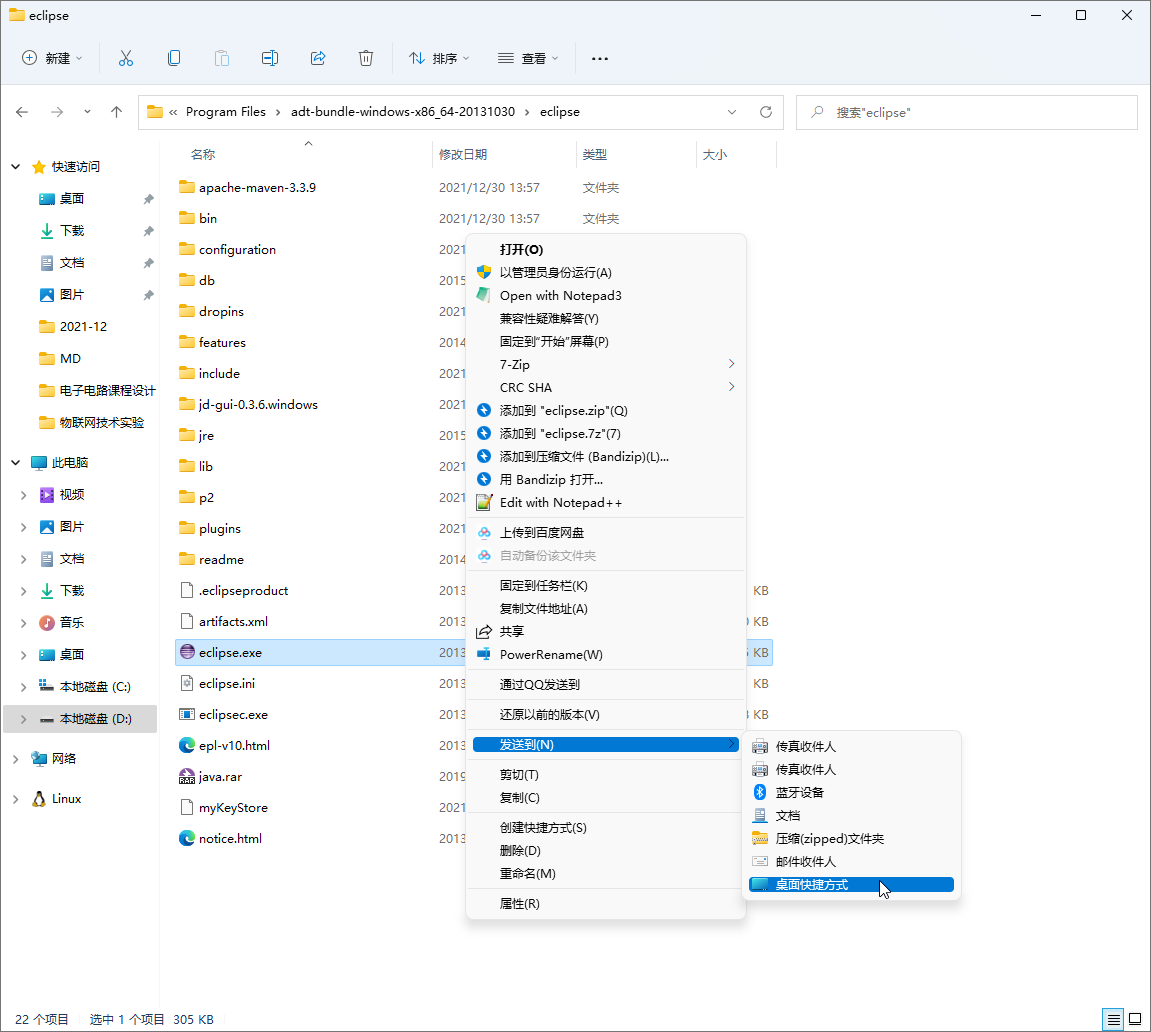 eclipse
新建
排序
查看
« Program Files › adt-bundle-windows-x86_64-20131030 › eclipse
搜索"eclipse"
快速访问
桌面
下载
文档
图片
2021-12
MD
电子电路课程设计
物联网技术实验
此电脑
视频
图片
文档
下载
音乐
桌面
本地磁盘 (C:)
本地磁盘 (D:)
网络
Linux
名称 修改日期 类型 大小
apache-maven-3.3.9 2021/12/30 13:57 文件夹
bin 2021/12/30 13:57 文件夹
configuration 2021
db 2015
dropins 2021
features 2014
include 2021
jd-gui-0.3.6.windows 2021
jre 2015
lib 2021
p2 2021
plugins 2021
readme 2014
.eclipseproduct 2013 KB
artifacts.xml 2013 KB
eclipse.exe 2013 KB
eclipse.ini 2013 KB
eclipsec.exe 2013 KB
epl-v10.html 2013
RAR java.rar 2019
myKeyStore 2021
notice.html 2013
打开(O)
以管理员身份运行(A)
Open with Notepad3
兼容性疑难解答(Y)
固定到"开始"屏幕(P)
7-Zip
CRC SHA
添加到 "eclipse.zip"(Q)
添加到 "eclipse.7z"(7)
添加到压缩文件 (Bandizip)(L)...
用 Bandizip 打开...
Edit with Notepad++
上传到百度网盘
自动备份该文件夹
固定到任务栏(K)
复制文件地址(A)
共享
PowerRename(W)
通过QQ发送到
还原以前的版本(V)
发送到(N)
剪切(T)
复制(C)
创建快捷方式(S)
删除(D)
重命名(M)
属性(R)
传真收件人
传真收件人
蓝牙设备
文档
压缩(zipped)文件夹
邮件收件人
桌面快捷方式
22 个项目 选中 1 个项目 305 KB